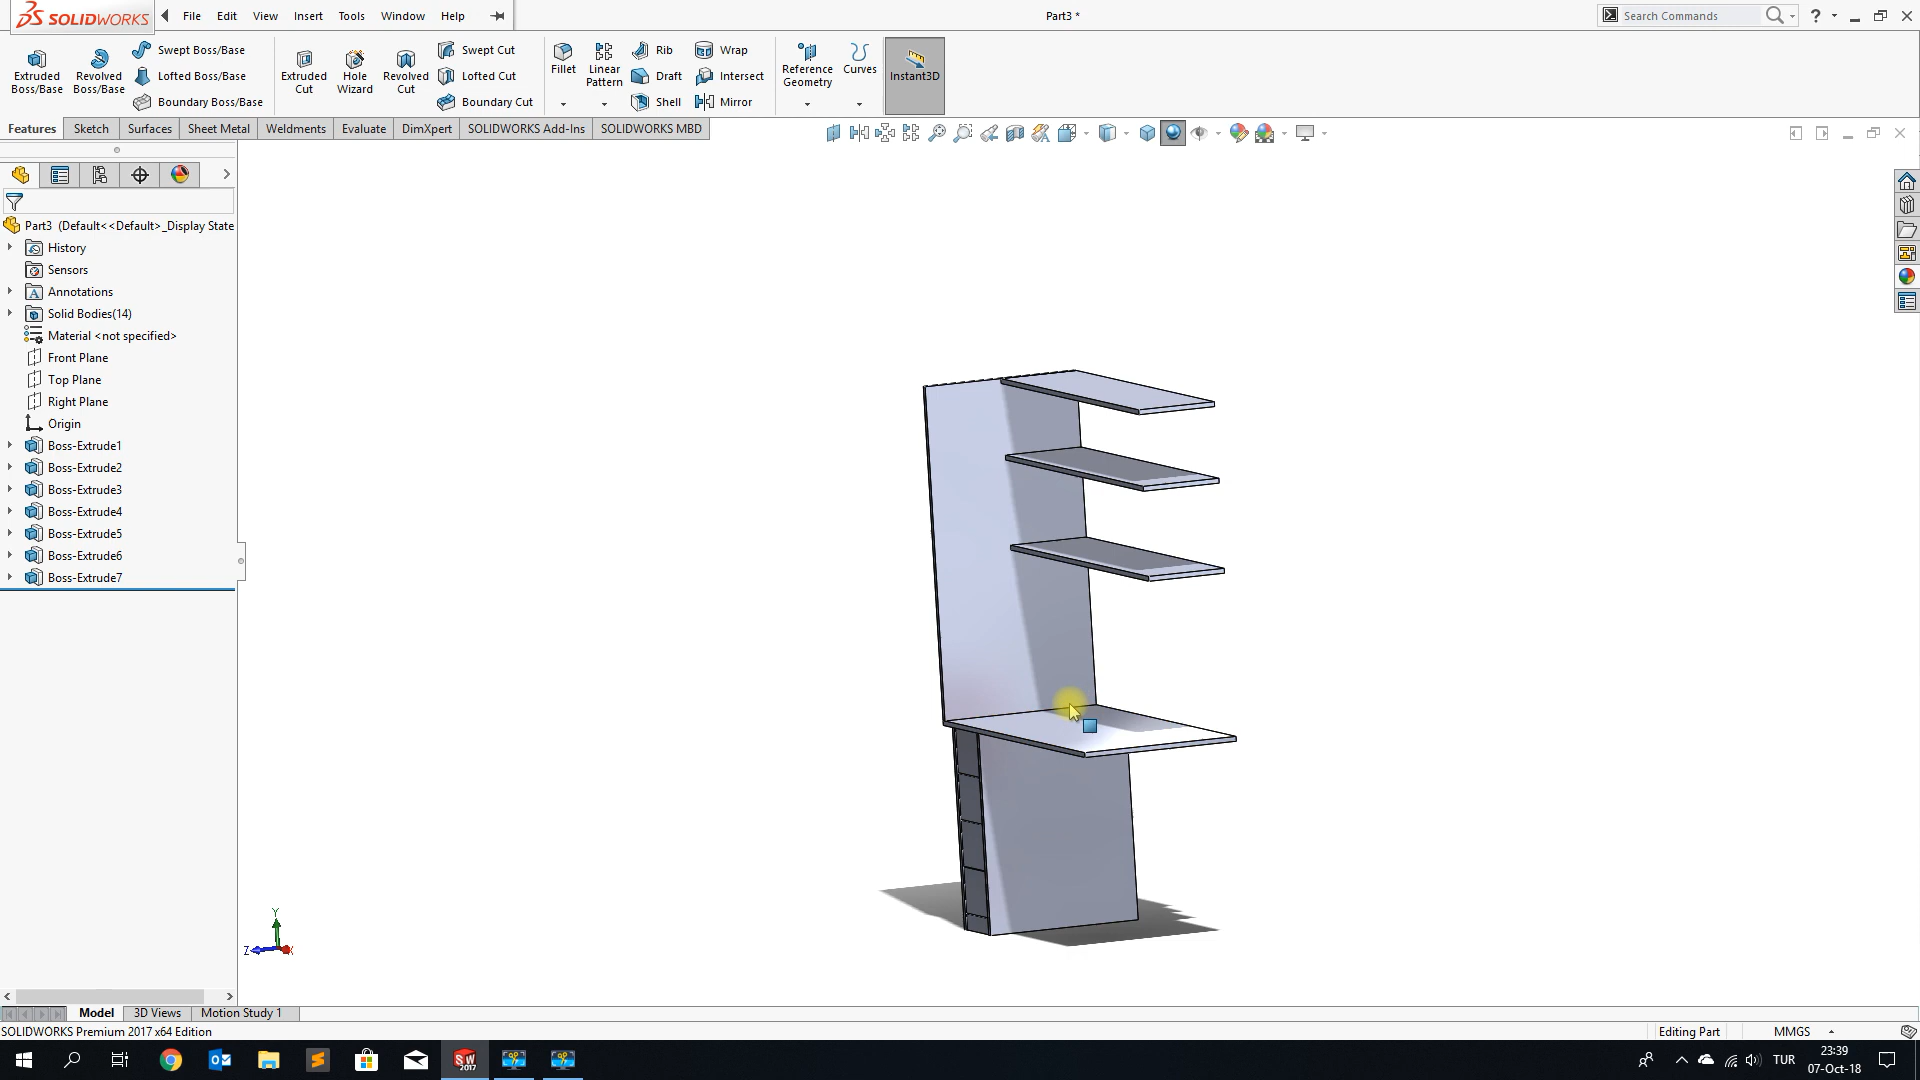 SOLIDWORKS File Edit View Insert Tools Window Help Part3 * Search Commands
Extruded Boss/Base
Revolved Boss/Base
Swept Boss/Base
Lofted Boss/Base
Boundary Boss/Base
Extruded Cut
Hole Wizard
Revolved Cut
Swept Cut
Lofted Cut
Boundary Cut
Fillet
Linear Pattern
Rib
Draft
Shell
Wrap
Intersect
Mirror
Reference Geometry
Curves
Instant3D
Features Sketch Surfaces Sheet Metal Weldments Evaluate DimXpert SOLIDWORKS Add-Ins SOLIDWORKS MBD
Part3 (Default<<Default>_Display State
History
Sensors
Annotations
Solid Bodies(14)
Material <not specified>
Front Plane
Top Plane
Right Plane
Origin
Boss-Extrude1
Boss-Extrude2
Boss-Extrude3
Boss-Extrude4
Boss-Extrude5
Boss-Extrude6
Boss-Extrude7
Y
Z
Model 3D Views Motion Study 1
SOLIDWORKS Premium 2017 x64 Edition Editing Part MMGS
SW 2017
TUR
23:39
07-Oct-18